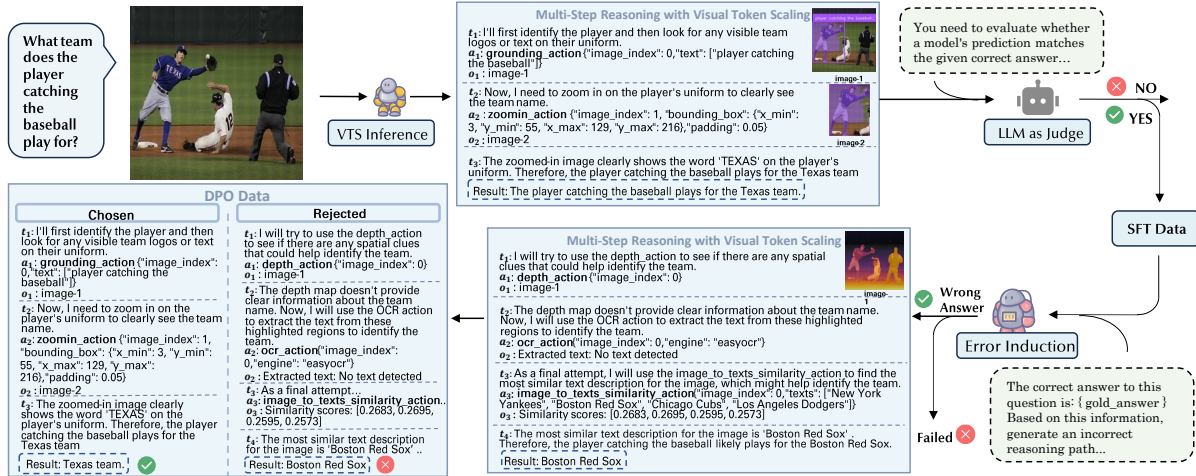 What team
does the
player
catching
the
baseball
play for?
TEXAS
12
VTS Inference
Multi-Step Reasoning with Visual Token Scaling
t1: I'll first identify the player and then look for any visible team
logos or text on their uniform.
a1: grounding_action {"image_index": 0,"text": ["player catching
the baseball"]}
o1 : image-1
image-1
t2: Now, I need to zoom in on the player's uniform to clearly see
the team name.
a2 : zoomin_action {"image_index": 1, "bounding_box": {"x_min":
3, "y_min": 55, "x_max": 129, "y_max": 216},"padding": 0.05}
o2 : image-2
image-2
t3: The zoomed-in image clearly shows the word 'TEXAS' on the player's
uniform. Therefore, the player catching the baseball plays for the Texas team
Result: The player catching the baseball plays for the Texas team.
You need to evaluate whether
a model's prediction matches
the given correct answer...
LLM as Judge
NO
YES
SFT Data
DPO Data
Chosen
t1: I'll first identify the player and then
look for any visible team logos or text
on their uniform.
a1: grounding_action {"image_index":
0,"text": ["player catching the
baseball"]}
o1 : image-1
t2: Now, I need to zoom in on the
player's uniform to clearly see the team
name.
a2: zoomin_action {"image_index": 1,
"bounding_box": {"x_min": 3, "y_min":
55, "x_max": 129, "y_max":
216},"padding": 0.05}
o2 : image-2
t3: The zoomed-in image clearly
shows the word 'TEXAS' on the
player's uniform. Therefore, the player
catching the baseball plays for the
Texas team
Result: Texas team.
Rejected
t1: I will try to use the depth_action
to see if there are any spatial clues
that could help identify the team.
a1: depth_action {"image_index": 0}
o1 : image-1
t2: The depth map doesn't provide
clear information about the team
name. Now, I will use the OCR action
to extract the text from these
highlighted regions to identify the
team.
a2: ocr_action{"image_index":
0,"engine": "easyocr"}
o2 : Extracted text: No text detected
t3: As a final attempt...
a3: image_to_texts_similarity_action..
o3 : Similarity scores: [0.2683, 0.2695,
0.2595, 0.2573]
t4: The most similar text description
for the image is 'Boston Red Sox' ..
Result: Boston Red Sox
Multi-Step Reasoning with Visual Token Scaling
t1: I will try to use the depth_action to see if there are any spatial
clues that could help identify the team.
a1: depth_action {"image_index": 0}
o1 : image-1
image-
1
t2: The depth map doesn't provide clear information about the team name.
Now, I will use the OCR action to extract the text from these highlighted
regions to identify the team.
a2: ocr_action{"image_index": 0,"engine": "easyocr"}
o2 : Extracted text: No text detected
t3: As a final attempt, I will use the image_to_texts_similarity_action to find the
most similar text description for the image, which might help identify the team.
a3: image_to_texts_similarity_action{"image_index": 0,"texts": ["New York
Yankees", "Boston Red Sox", "Chicago Cubs", "Los Angeles Dodgers"]}
o3 : Similarity scores: [0.2683, 0.2695, 0.2595, 0.2573]
t4: The most similar text description for the image is 'Boston Red Sox' .
Therefore, the player catching the baseball likely plays for the Boston Red Sox.
Result: Boston Red Sox
Wrong
Answer
Error Induction
Failed
The correct answer to this
question is: { gold_answer }
Based on this information,
generate an incorrect
reasoning path...